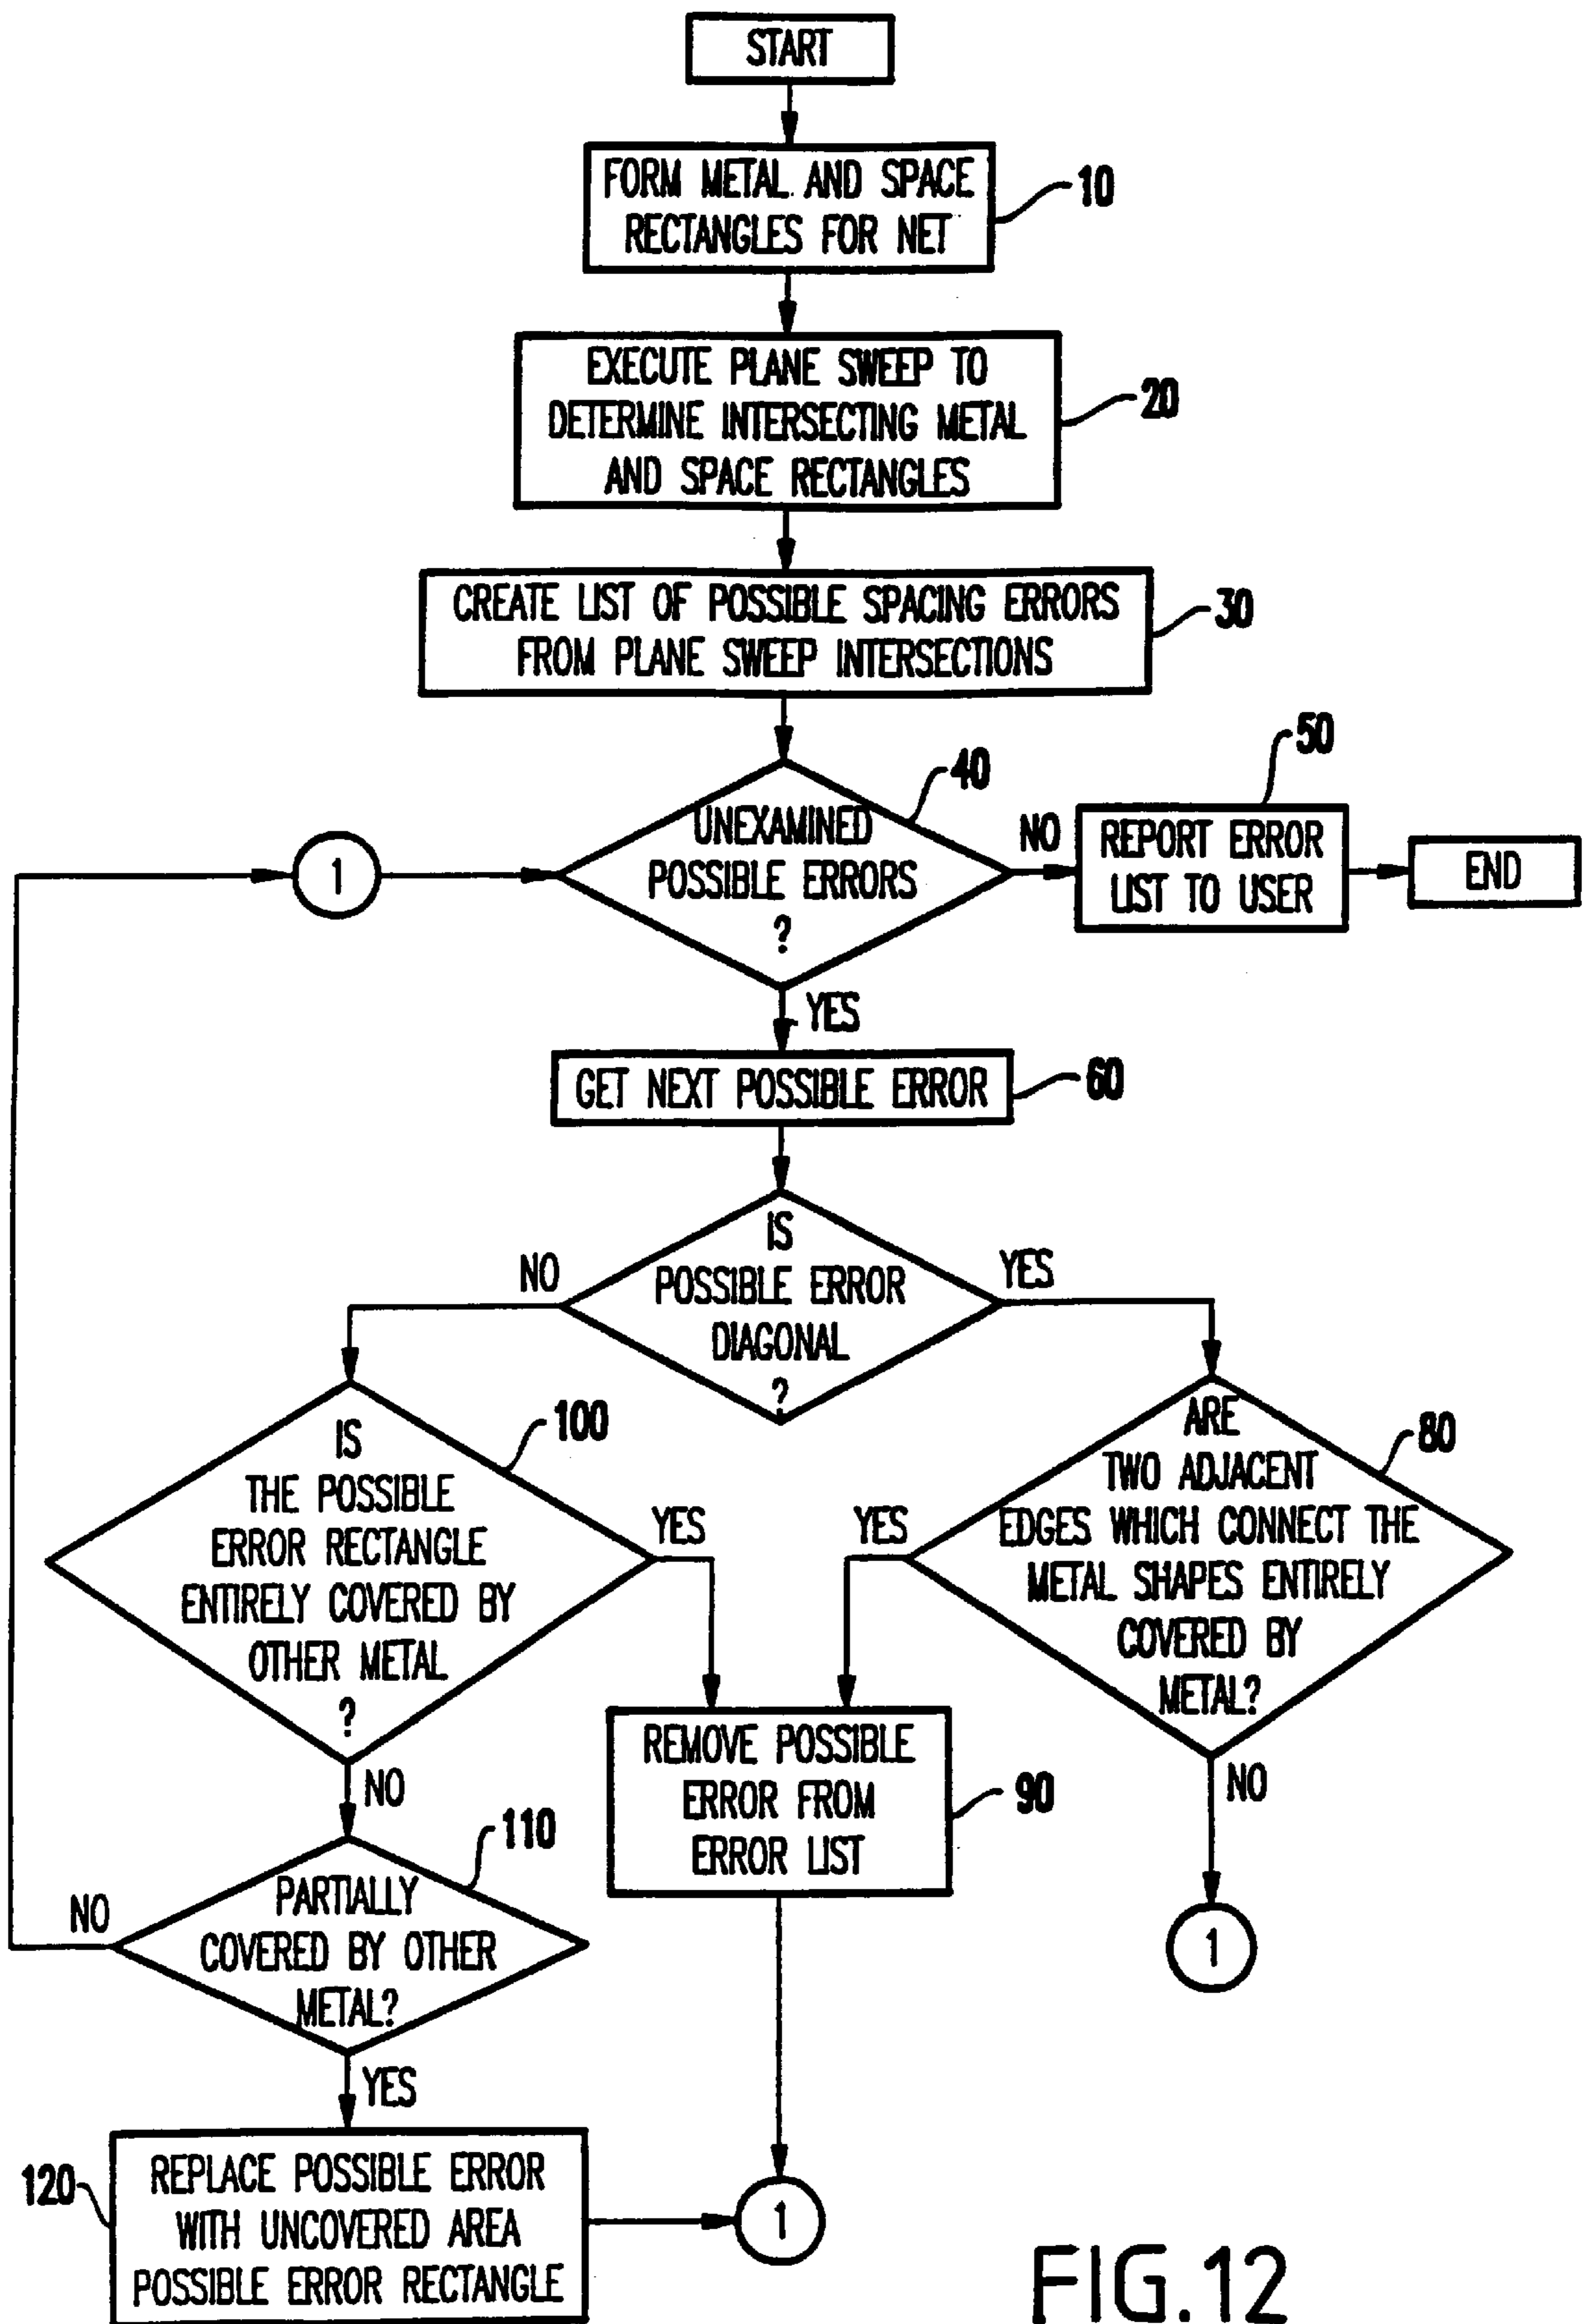 START
FORM METAL AND SPACE
RECTANGLES FOR NET
10
EXECUTE PLANE SWEEP TO
DETERMINE INTERSECTING METAL
AND SPACE RECTANGLES
20
CREATE LIST OF POSSIBLE SPACING ERRORS
FROM PLANE SWEEP INTERSECTIONS
30
1
UNEXAMINED
POSSIBLE ERRORS
?
40
NO
REPORT ERROR
LIST TO USER
50
END
YES
GET NEXT POSSIBLE ERROR
60
IS
POSSIBLE ERROR
DIAGONAL
?
NO
YES
IS
THE POSSIBLE
ERROR RECTANGLE
ENTIRELY COVERED BY
OTHER METAL
?
100
YES
ARE
TWO ADJACENT
EDGES WHICH CONNECT THE
METAL SHAPES ENTIRELY
COVERED BY
METAL?
80
YES
NO
REMOVE POSSIBLE
ERROR FROM
ERROR LIST
90
NO
1
PARTIALLY
COVERED BY OTHER
METAL?
110
NO
YES
120
REPLACE POSSIBLE ERROR
WITH UNCOVERED AREA
POSSIBLE ERROR RECTANGLE
1
FIG.12